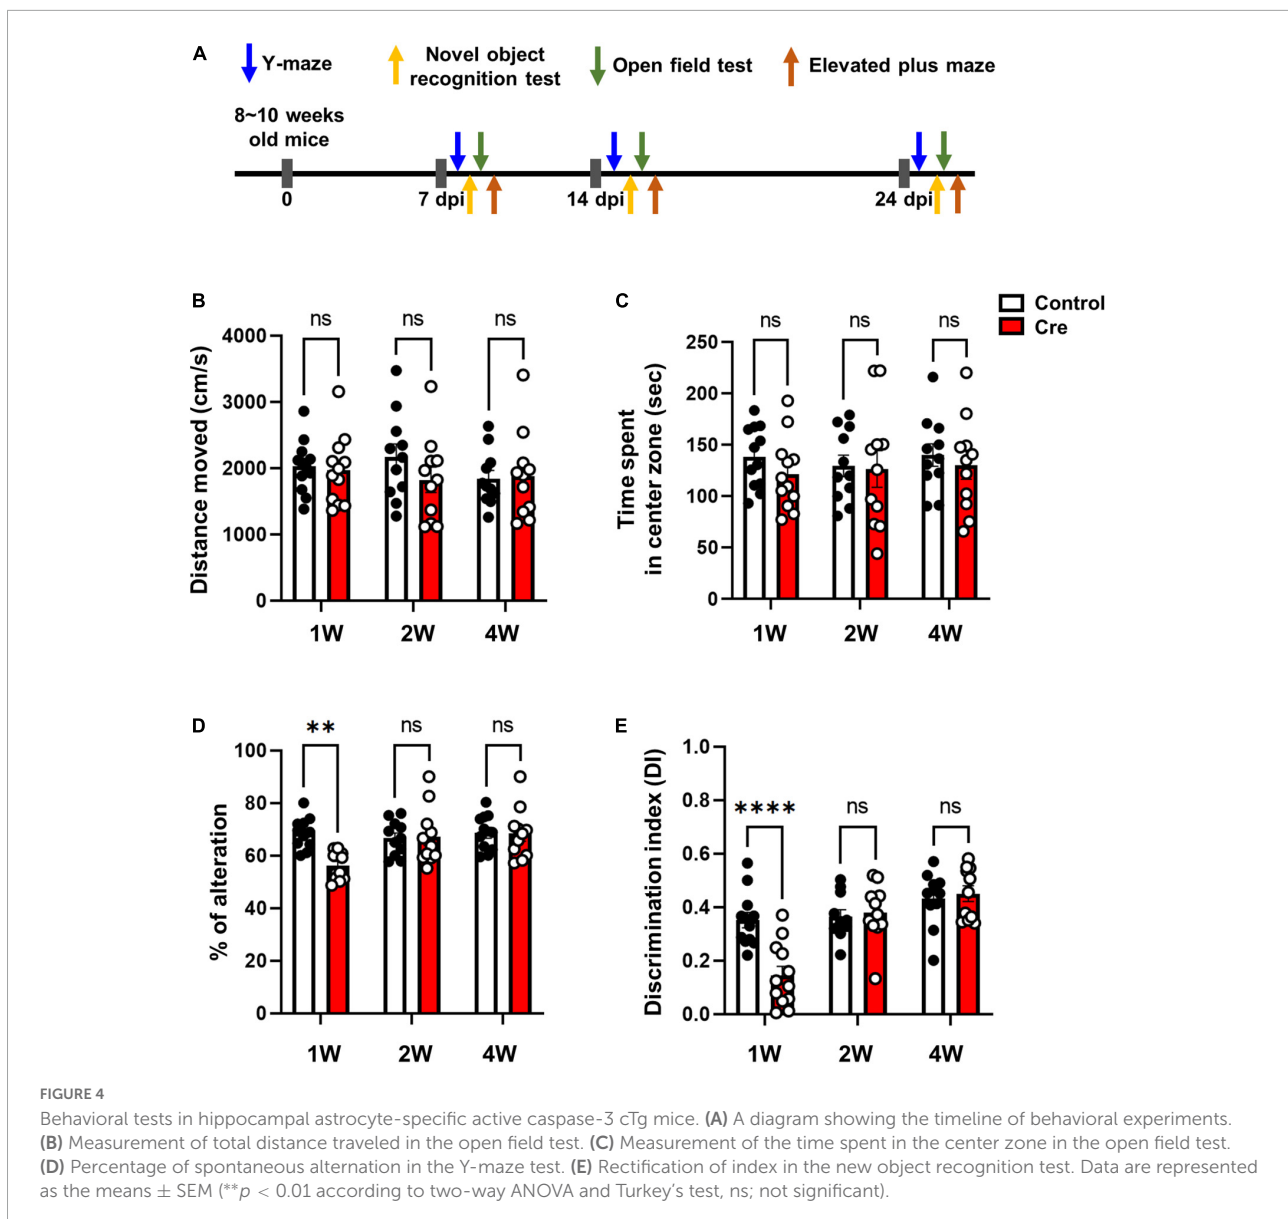 A
Y-maze
Novel object
recognition test
Open field test
Elevated plus maze
8~10 weeks
old mice
0
7 dpi
14 dpi
24 dpi
B
Distance moved (cm/s)
4000
3000
2000
1000
0
ns
ns
ns
1W
2W
4W
C
Control
Cre
Time spent
in center zone (sec)
250
200
150
100
50
0
ns
ns
ns
1W
2W
4W
D
% of alteration
100
80
60
40
20
0
**
ns
ns
1W
2W
4W
E
Discrimination index (DI)
1.0
0.8
0.6
0.4
0.2
0.0
****
ns
ns
1W
2W
4W
FIGURE 4
Behavioral tests in hippocampal astrocyte-specific active caspase-3 cTg mice. (A) A diagram showing the timeline of behavioral experiments.
(B) Measurement of total distance traveled in the open field test. (C) Measurement of the time spent in the center zone in the open field test.
(D) Percentage of spontaneous alternation in the Y-maze test. (E) Rectification of index in the new object recognition test. Data are represented
as the means ± SEM (**p < 0.01 according to two-way ANOVA and Turkey's test, ns; not significant).